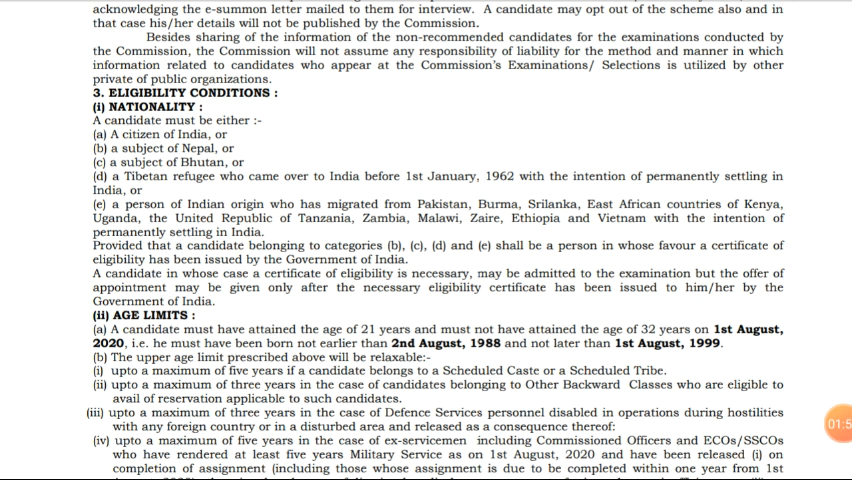 acknowledging the e-summon letter mailed to them for interview. A candidate may opt out of the scheme also and in
that case his/her details will not be published by the Commission.
Besides sharing of the information of the non-recommended candidates for the examinations conducted by
the Commission, the Commission will not assume any responsibility of liability for the method and manner in which
information related to candidates who appear at the Commission's Examinations/ Selections is utilized by other
private of public organizations.
3. ELIGIBILITY CONDITIONS :
(i) NATIONALITY :
A candidate must be either :-
(a) A citizen of India, or
(b) a subject of Nepal, or
(c) a subject of Bhutan, or
(d) a Tibetan refugee who came over to India before 1st January, 1962 with the intention of permanently settling in
India, or
(e) a person of Indian origin who has migrated from Pakistan, Burma, Srilanka, East African countries of Kenya,
Uganda, the United Republic of Tanzania, Zambia, Malawi, Zaire, Ethiopia and Vietnam with the intention of
permanently settling in India.
Provided that a candidate belonging to categories (b), (c), (d) and (e) shall be a person in whose favour a certificate of
eligibility has been issued by the Government of India.
A candidate in whose case a certificate of eligibility is necessary, may be admitted to the examination but the offer of
appointment may be given only after the necessary eligibility certificate has been issued to him/her by the
Government of India.
(ii) AGE LIMITS :
(a) A candidate must have attained the age of 21 years and must not have attained the age of 32 years on 1st August,
2020, i.e. he must have been born not earlier than 2nd August, 1988 and not later than 1st August, 1999.
(b) The upper age limit prescribed above will be relaxable:-
(i) upto a maximum of five years if a candidate belongs to a Scheduled Caste or a Scheduled Tribe.
(ii) upto a maximum of three years in the case of candidates belonging to Other Backward Classes who are eligible to
avail of reservation applicable to such candidates.
(iii) upto a maximum of three years in the case of Defence Services personnel disabled in operations during hostilities
with any foreign country or in a disturbed area and released as a consequence thereof:
(iv) upto a maximum of five years in the case of ex-servicemen including Commissioned Officers and ECOs/SSCOs
who have rendered at least five years Military Service as on 1st August, 2020 and have been released (i) on
completion of assignment (including those whose assignment is due to be completed within one year from 1st
01:5